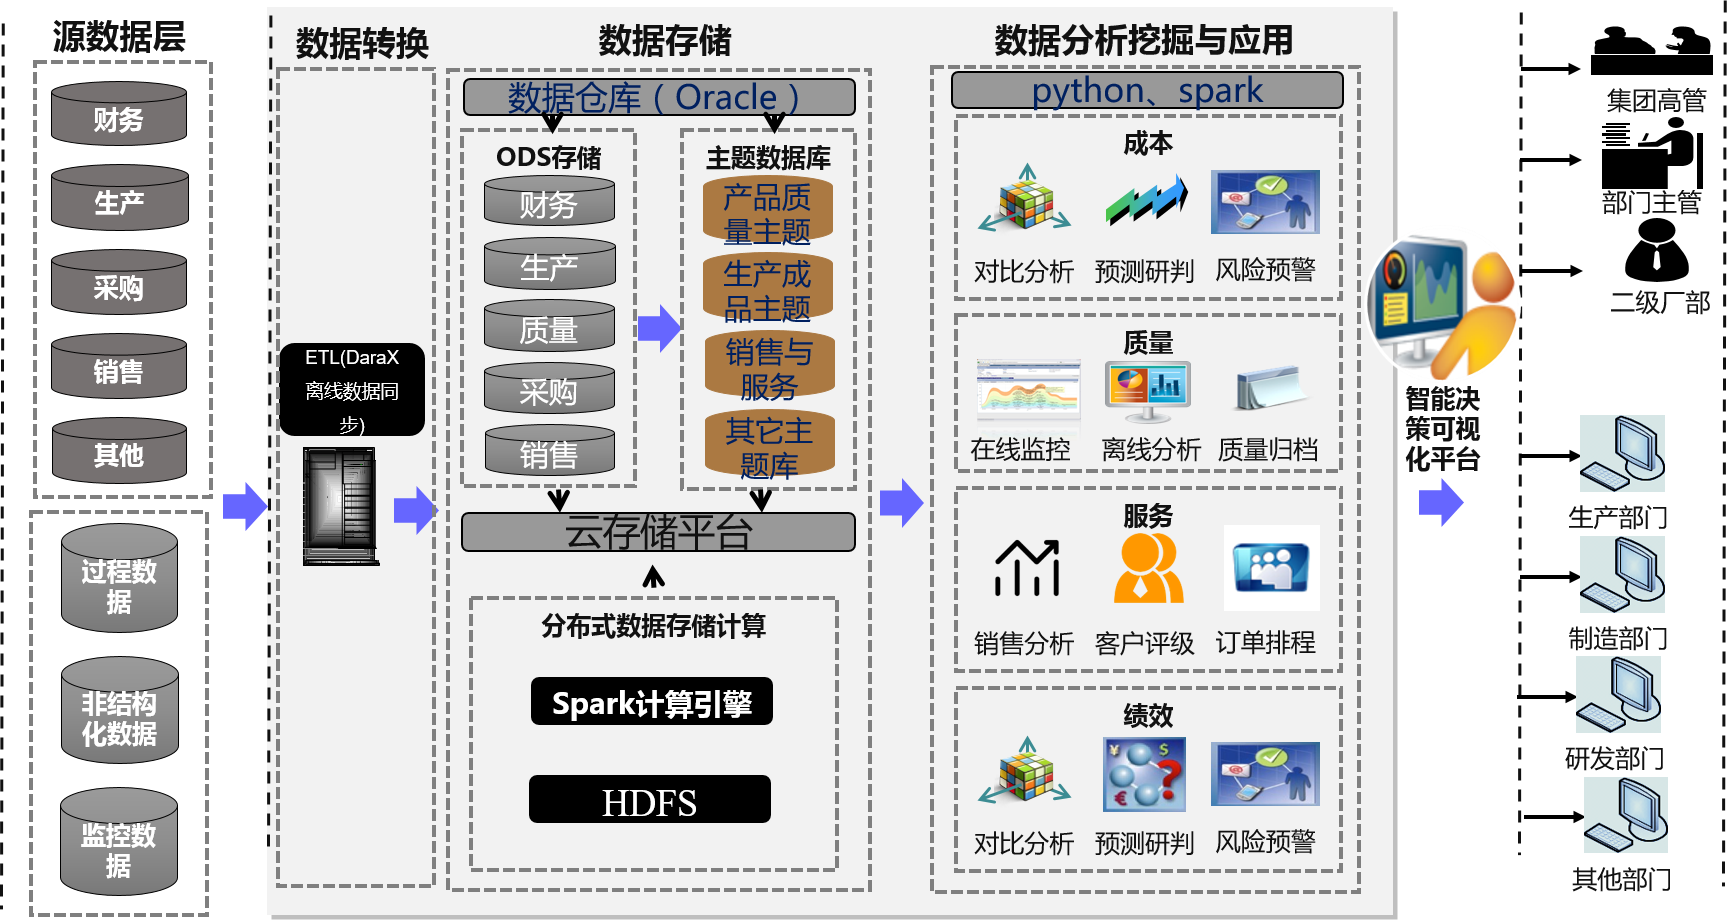 源数据层
财务
生产
采购
销售
其他
过程数
据
非结构
化数据
监控数
据
数据转换
ETL(DaraX
离线数据同
步)
数据存储
数据仓库（Oracle）
ODS存储
财务
生产
质量
采购
销售
主题数据库
产品质
量主题
生产成
品主题
销售与
服务
其它主
题库
云存储平台
分布式数据存储计算
Spark计算引擎
HDFS
数据分析挖掘与应用
python、spark
成本
对比分析
预测研判
风险预警
质量
在线监控
离线分析
质量归档
服务
销售分析
客户评级
订单排程
绩效
对比分析
预测研判
风险预警
智能决
策可视
化平台
集团高管
部门主管
二级厂部
生产部门
制造部门
研发部门
其他部门